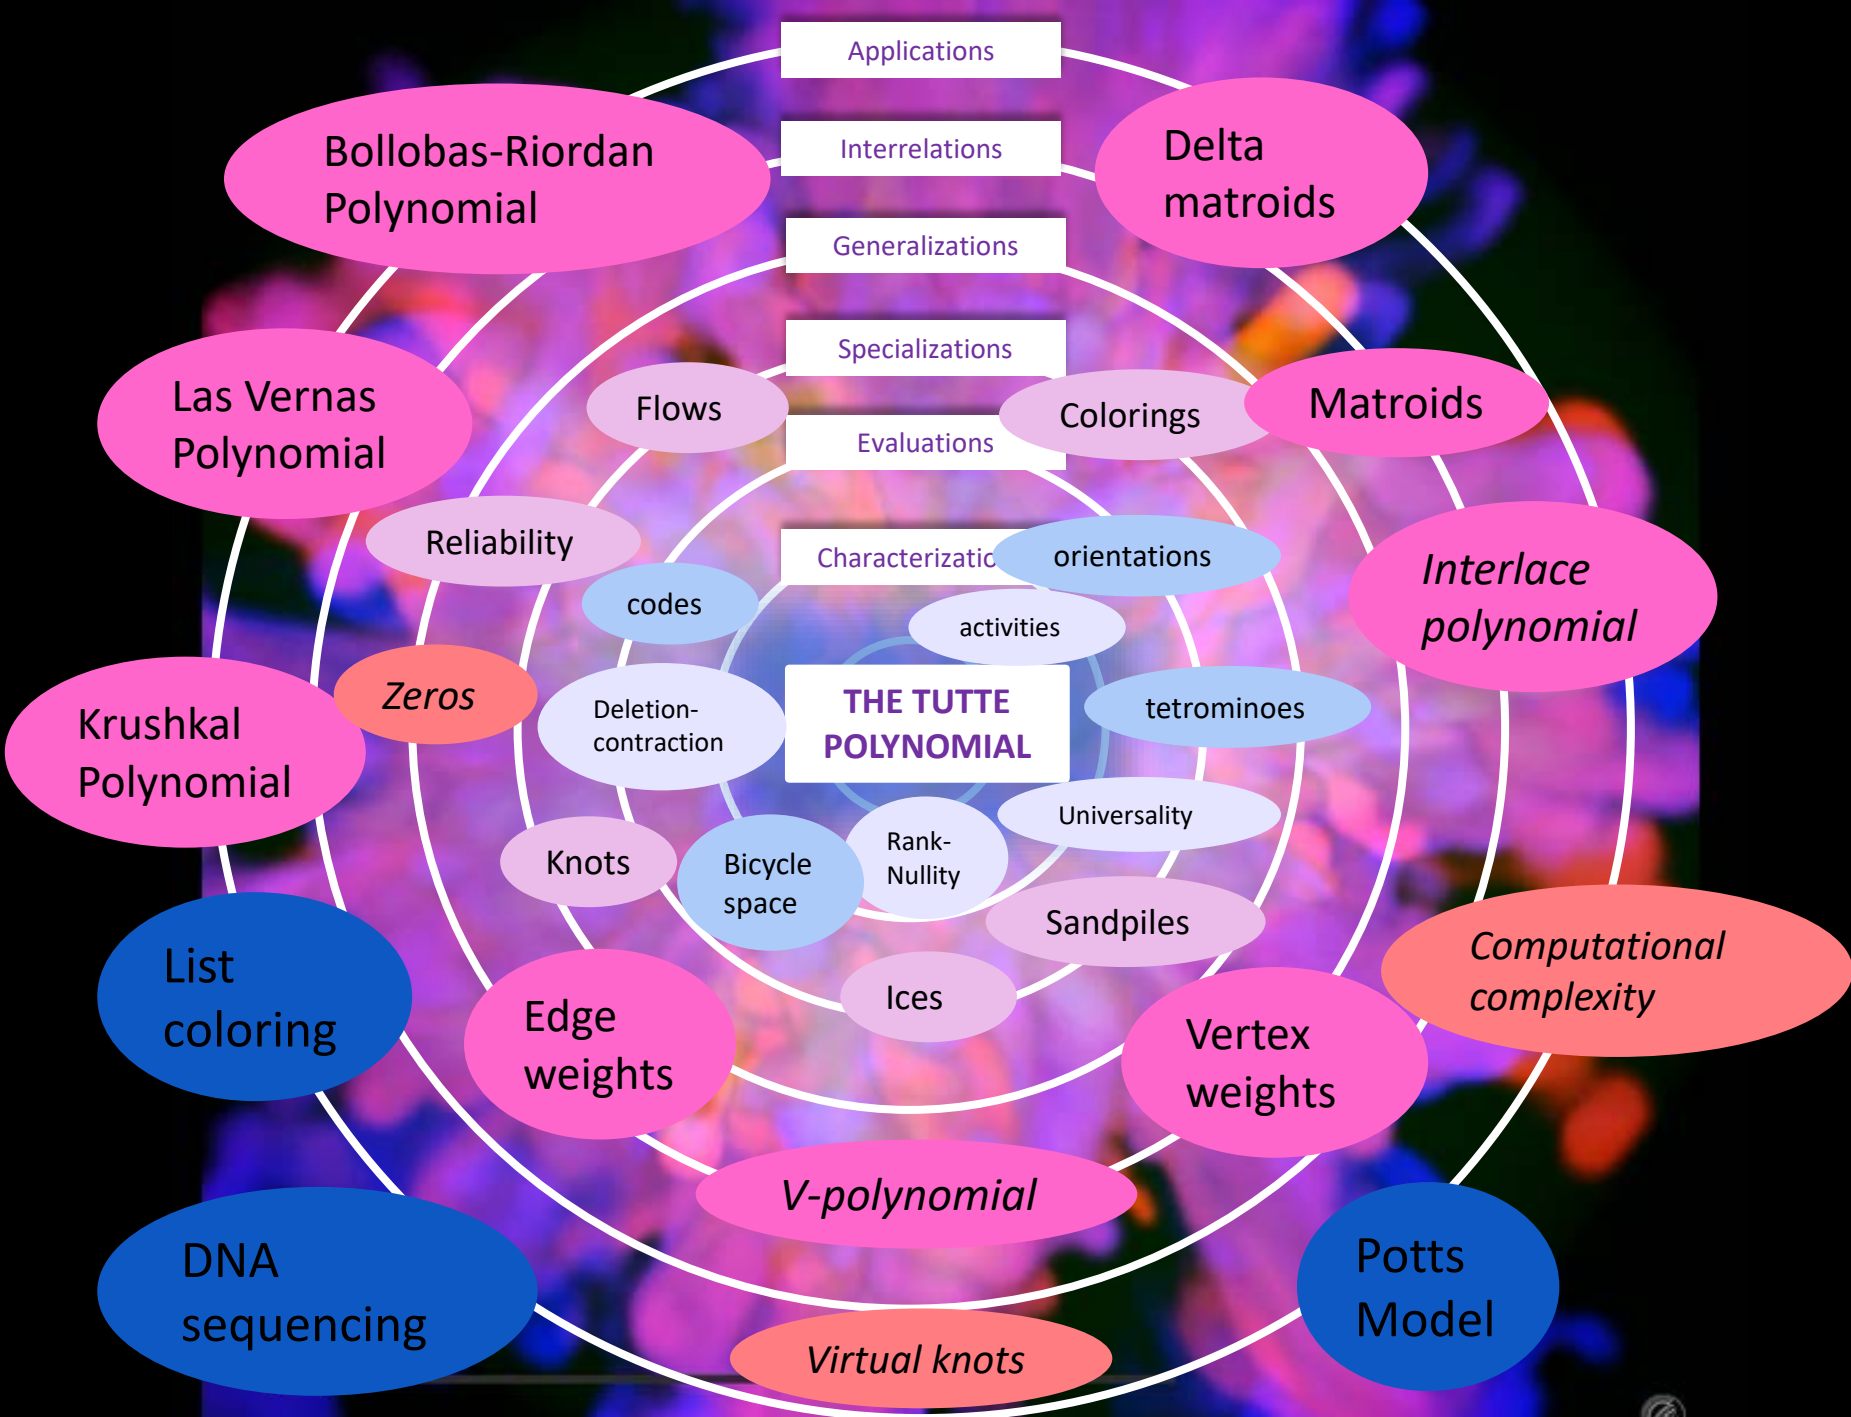 Applications
Interrelations
Generalizations
Specializations
Evaluations
Characterizatio
THE TUTTE
POLYNOMIAL
Bollobas-Riordan
Polynomial
Delta
matroids
Las Vernas
Polynomial
Flows
Colorings
Matroids
Reliability
codes
orientations
activities
Interlace
polynomial
Krushkal
Polynomial
Zeros
Deletion-
contraction
tetrominoes
Universality
Knots
Bicycle
space
Rank-
Nullity
Sandpiles
Ices
List
coloring
Edge
weights
Vertex
weights
Computational
complexity
V-polynomial
DNA
sequencing
Potts
Model
Virtual knots